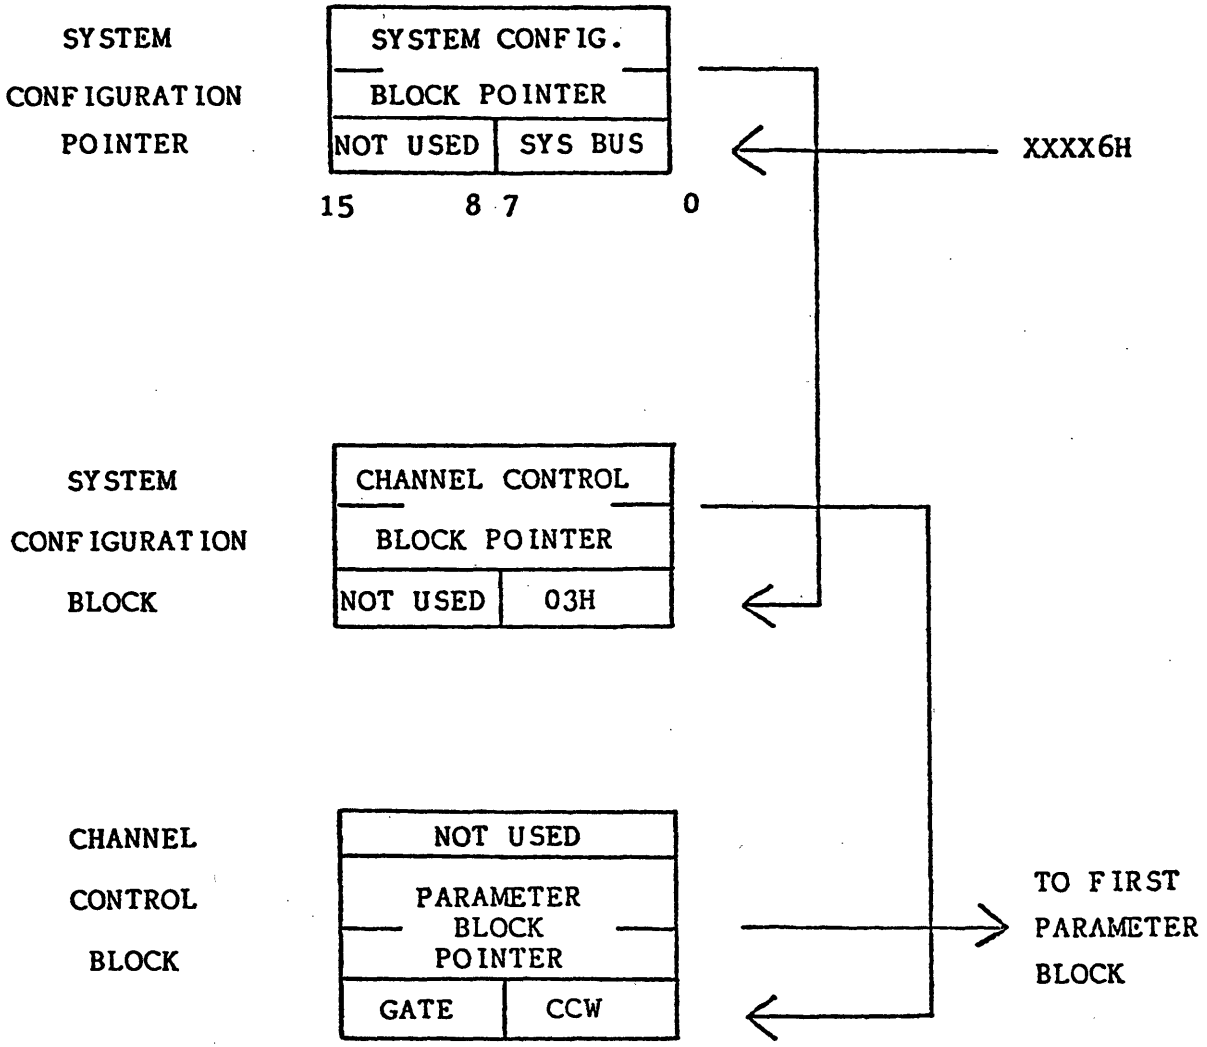 SYSTEM
CONFIGURATION
POINTER
SYSTEM CONFIG.
BLOCK POINTER
NOT USED
SYS BUS
15
8
7
0
XXXX6H
SYSTEM
CONFIGURATION
BLOCK
CHANNEL CONTROL
BLOCK POINTER
NOT USED
03H
CHANNEL
CONTROL
BLOCK
NOT USED
PARAMETER
BLOCK
POINTER
GATE
CCW
TO FIRST
PARAMETER
BLOCK